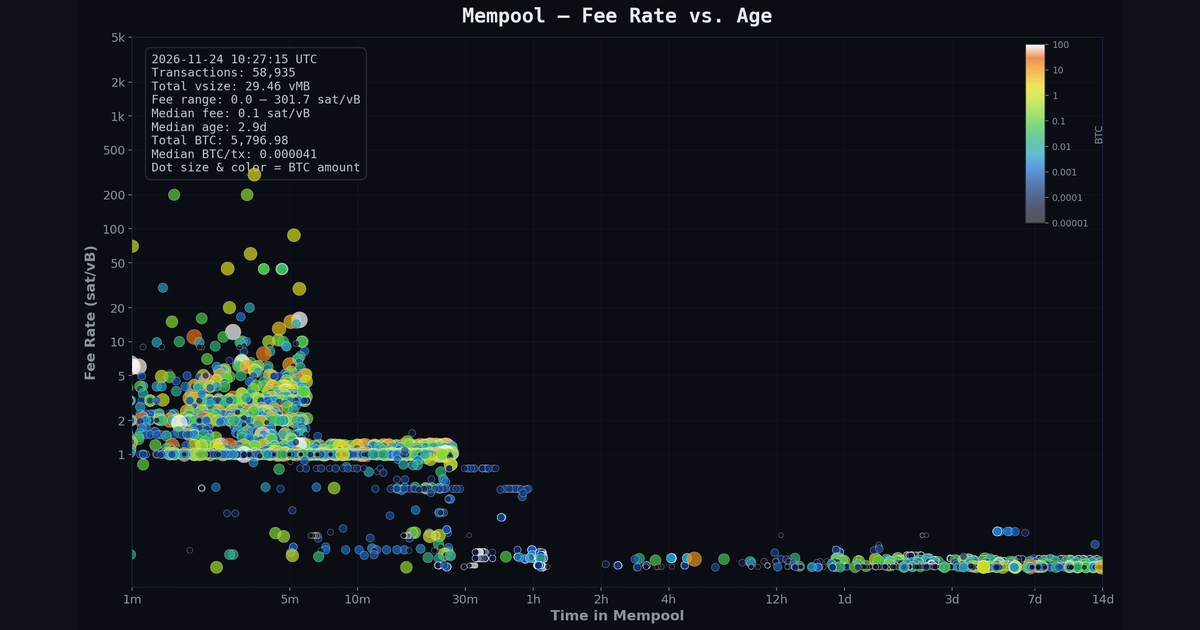 Mempool — Fee Rate vs. Age
2026-11-24 10:27:15 UTC
Transactions: 58,935
Total vsize: 29.46 vMB
Fee range: 0.0 — 301.7 sat/vB
Median fee: 0.1 sat/vB
Median age: 2.9d
Total BTC: 5,796.98
Median BTC/tx: 0.000041
Dot size & color = BTC amount
Fee Rate (sat/vB)
5k
2k
1k
500
200
100
50
20
10
5
2
1
100
10
1
0.1
0.01
0.001
0.0001
0.00001
BTC
1m
5m
10m
30m
1h
2h
4h
12h
1d
3d
7d
14d
Time in Mempool